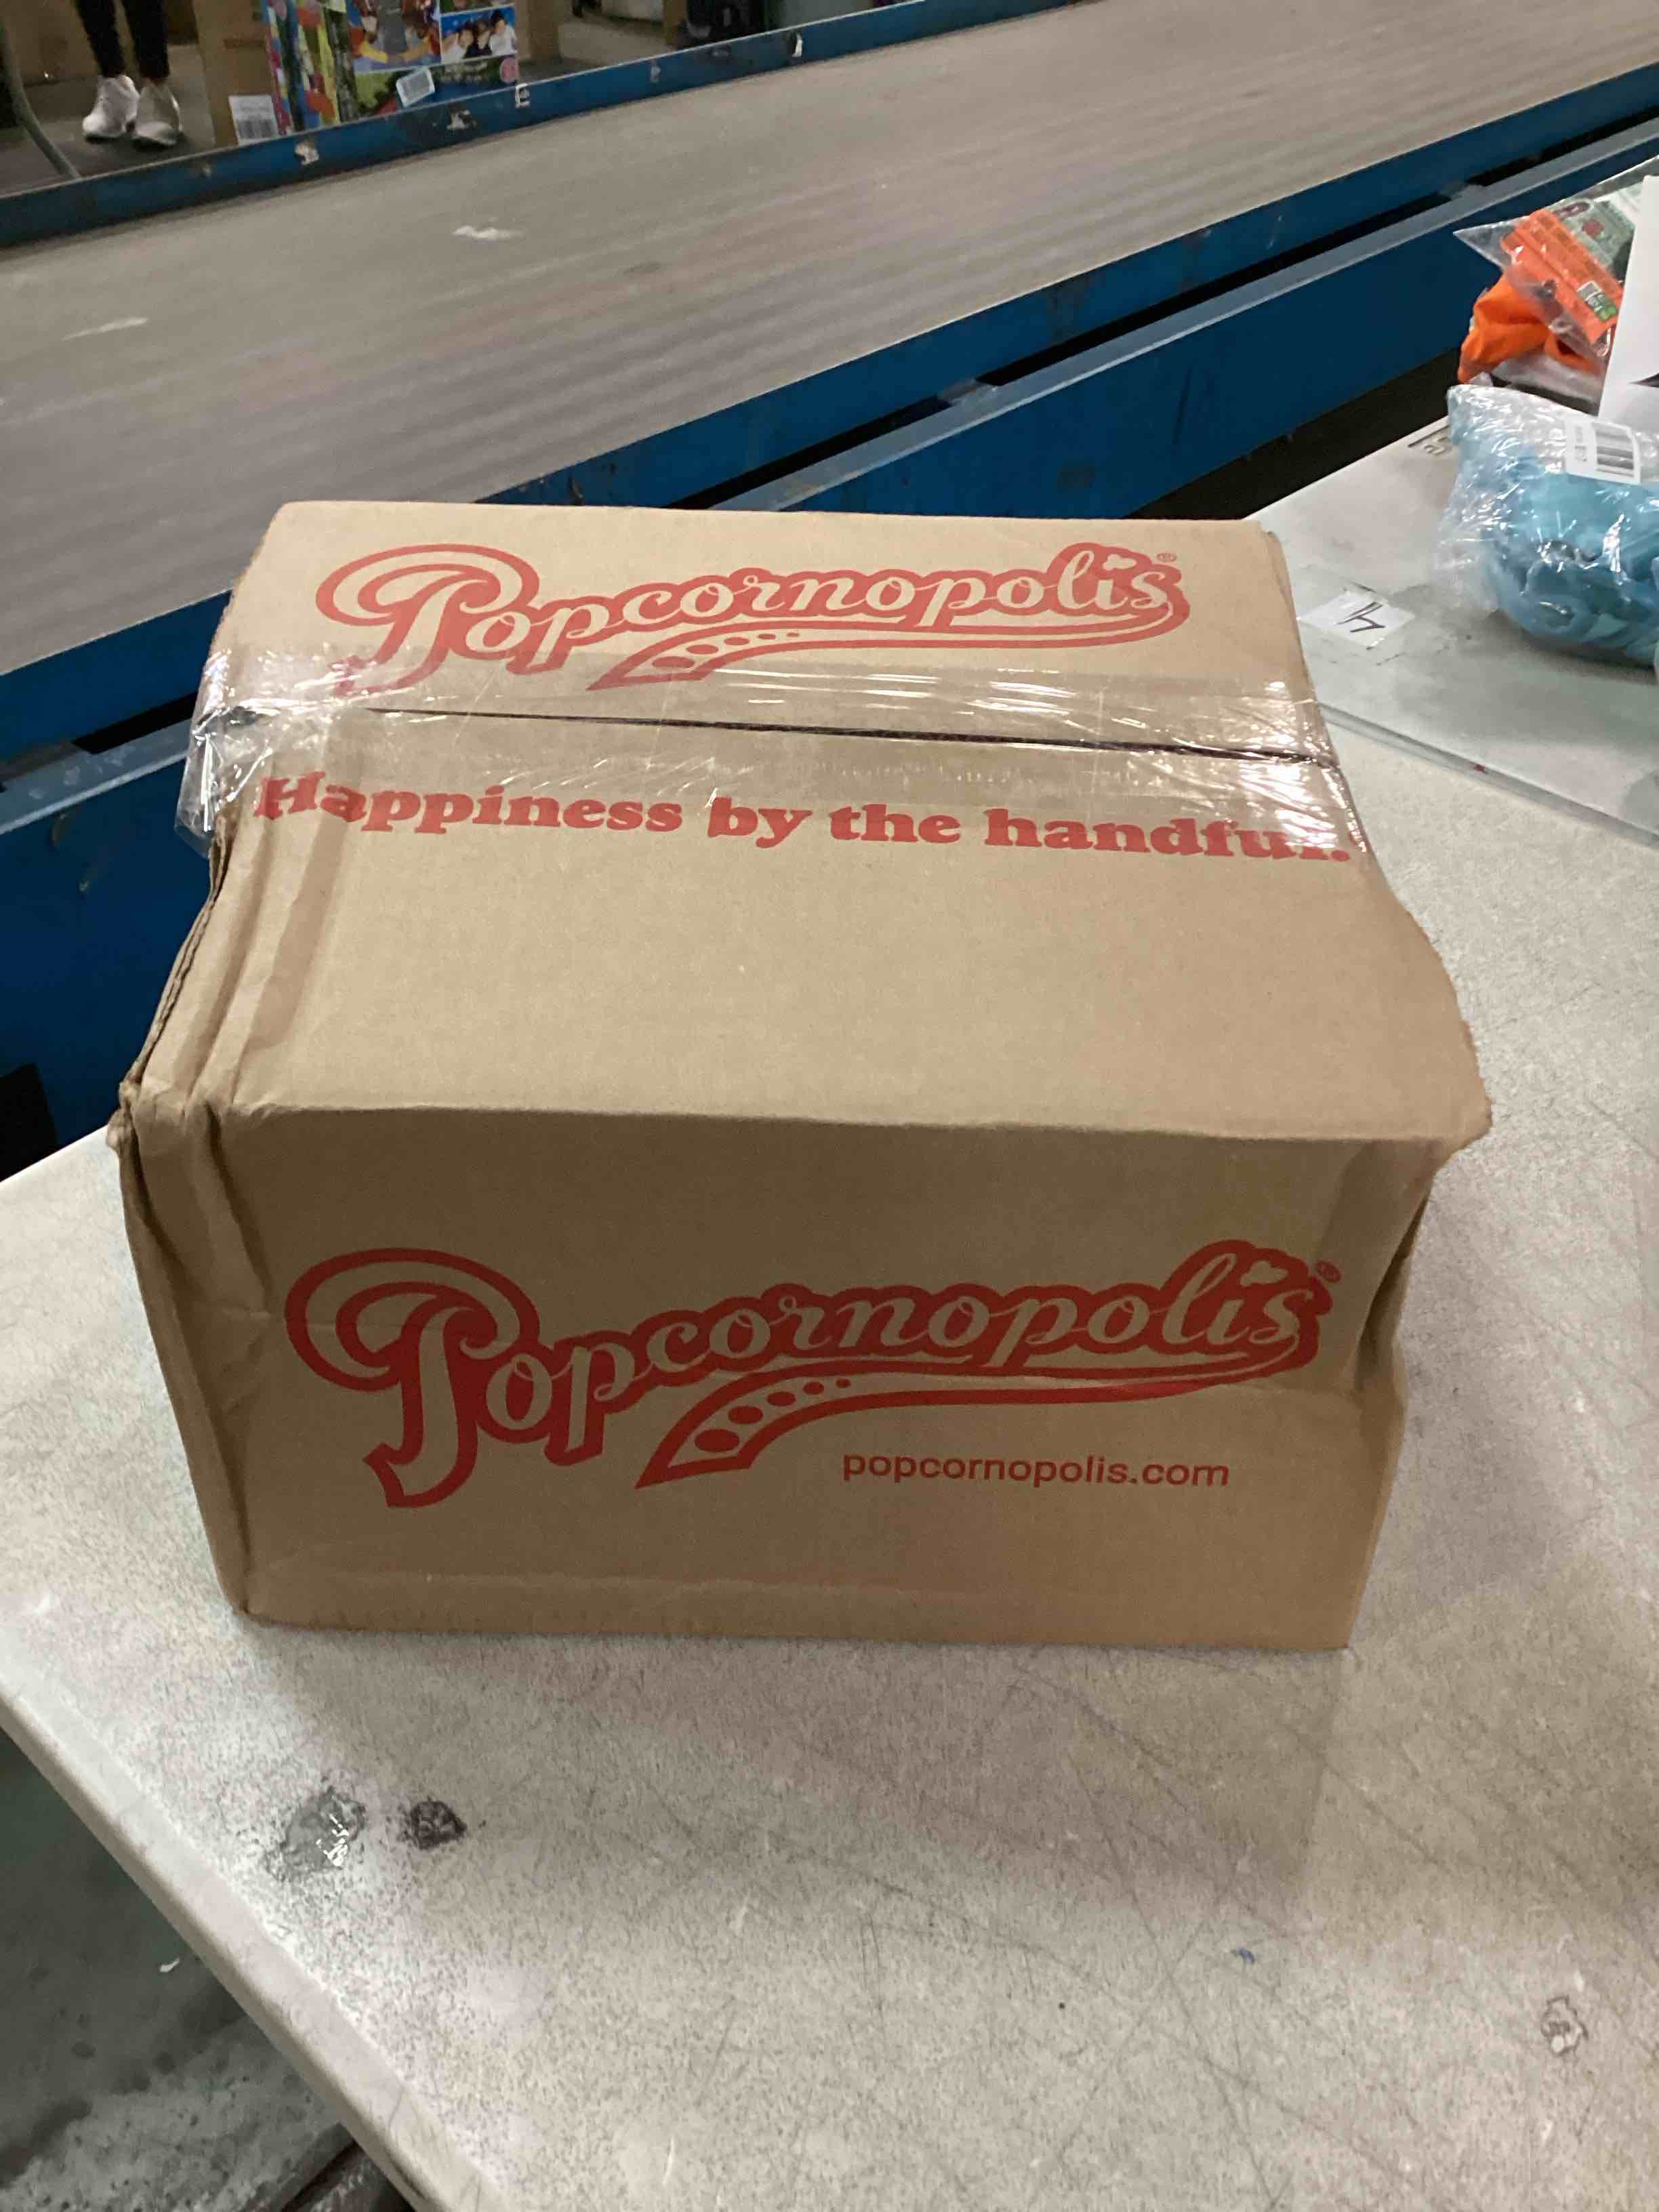 Popcornopolis®
Happiness by the handful.
Popcornopolis®
popcornopolis.com